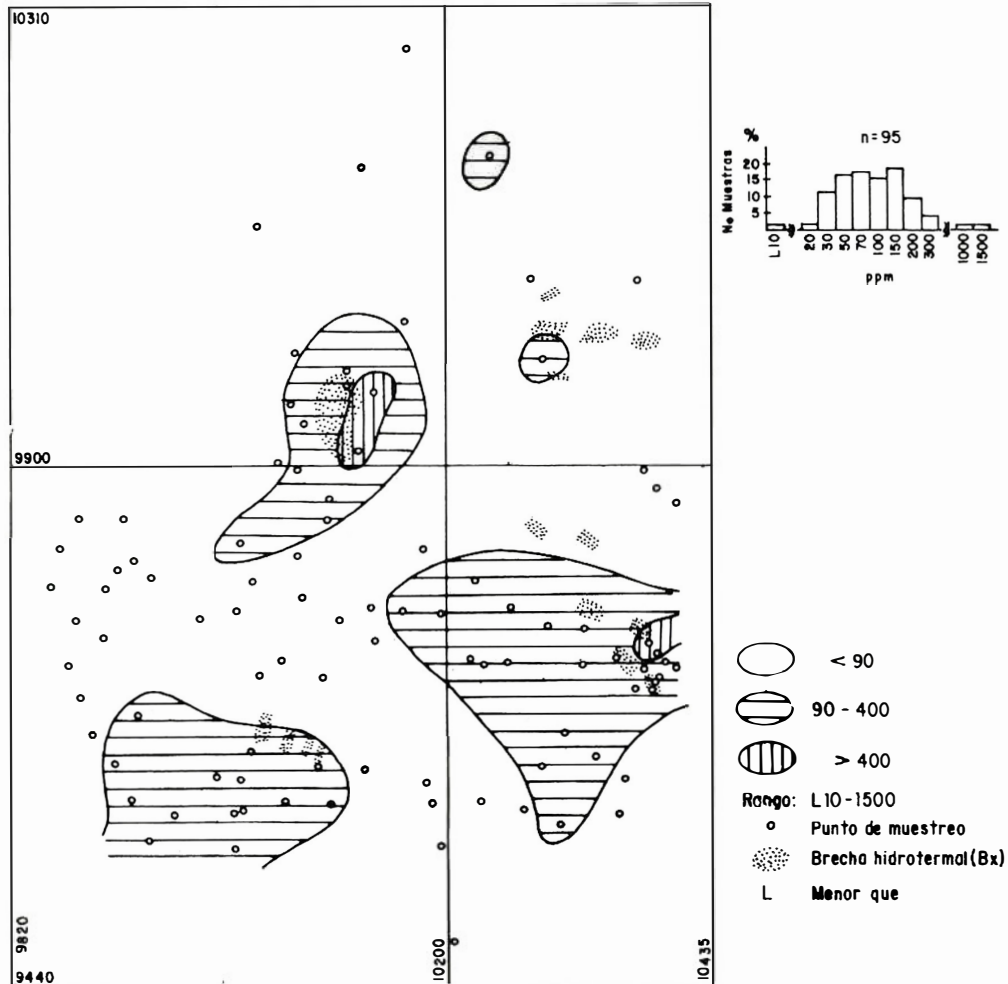 10310
9900
9820
9440
10200
10435
%
n=95
No Muestras
20
15
10
5
L10
20
30
50
70
100
150
200
300
1000
1500
ppm
< 90
90 - 400
> 400
Rango: L10-1500
Punto de muestreo
Brecha hidrotermal(Bx)
L Menor que